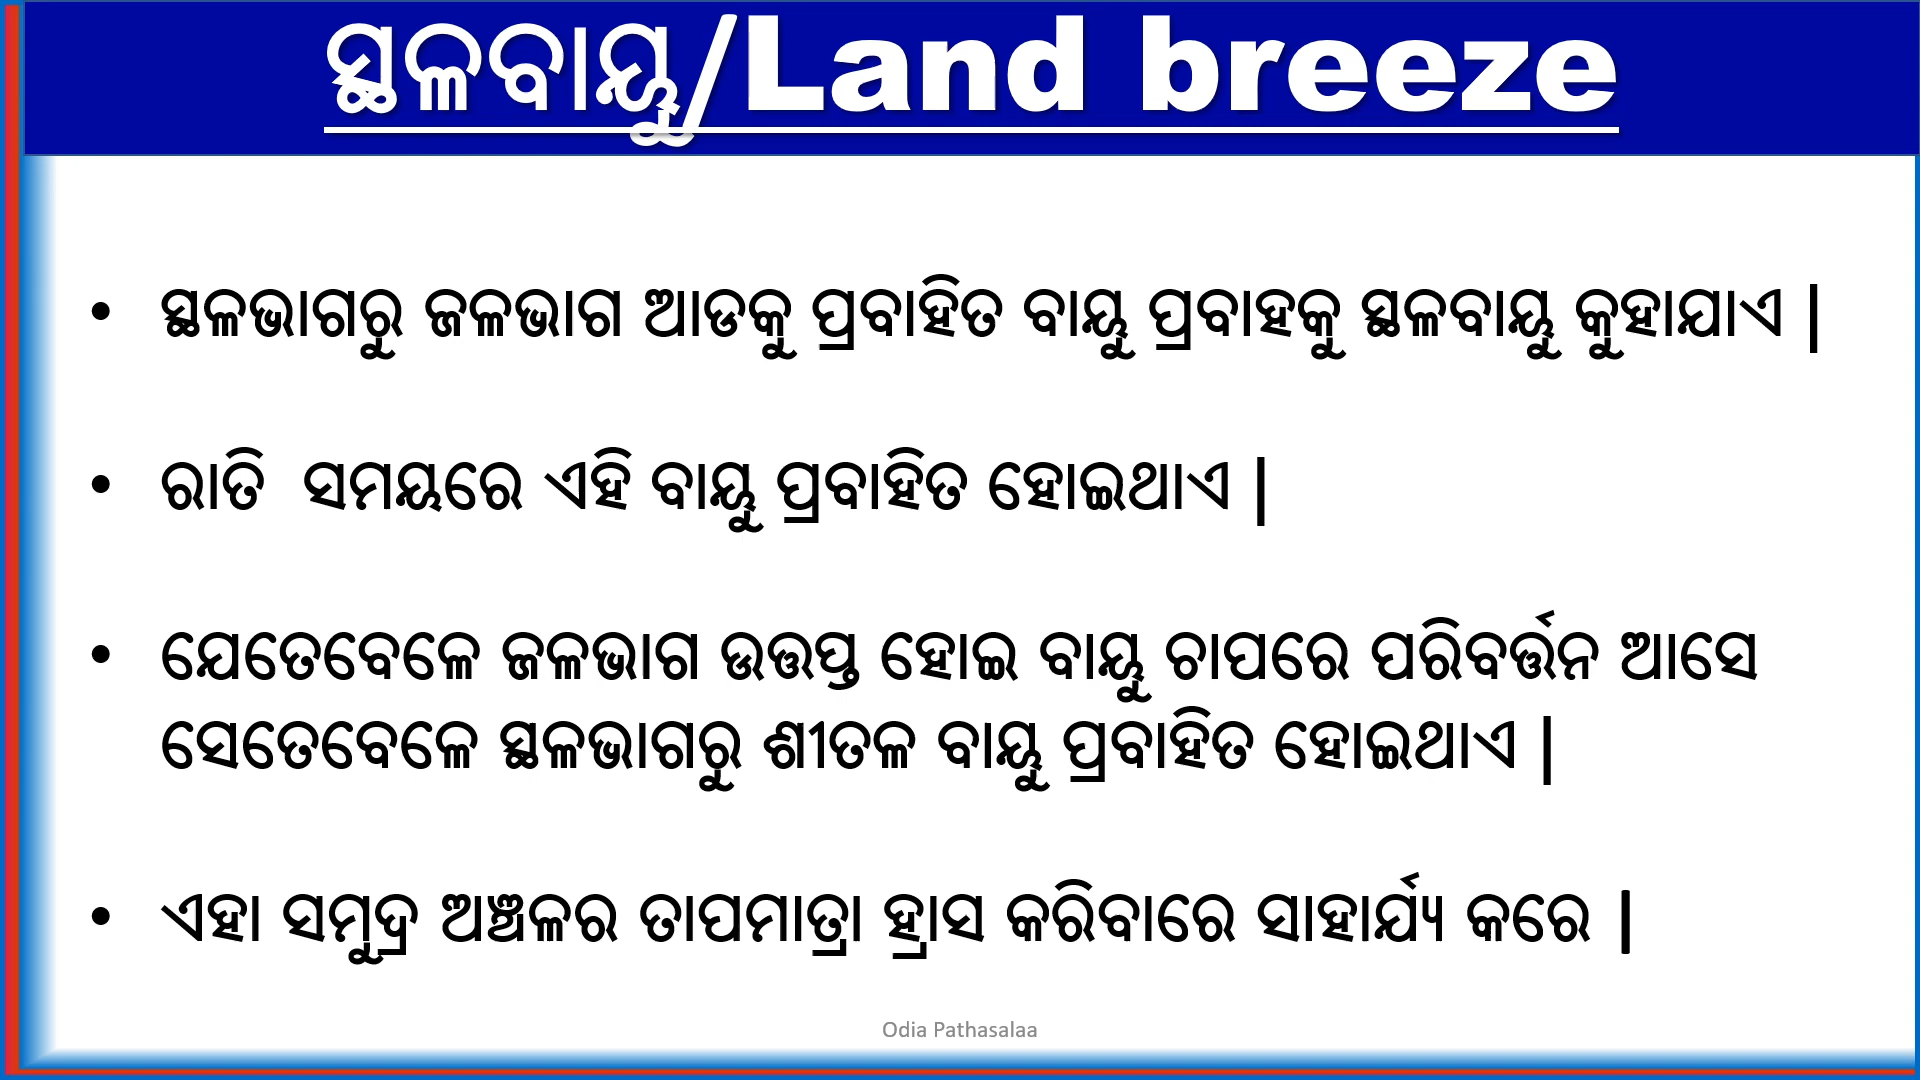 ସ୍ଥଳବାୟୁ/Land breeze
• ସ୍ଥଳଭାଗରୁ ଜଳଭାଗ ଆଡକୁ ପ୍ରବାହିତ ବାୟୁ ପ୍ରବାହକୁ ସ୍ଥଳବାୟୁ କୁହାଯାଏ |
• ରାତି ସମୟରେ ଏହି ବାୟୁ ପ୍ରବାହିତ ହୋଇଥାଏ |
• ଯେତେବେଳେ ଜଳଭାଗ ଉତ୍ତପ୍ତ ହୋଇ ବାୟୁ ଚାପରେ ପରିବର୍ତ୍ତନ ଆସେ
ସେତେବେଳେ ସ୍ଥଳଭାଗରୁ ଶୀତଳ ବାୟୁ ପ୍ରବାହିତ ହୋଇଥାଏ |
• ଏହା ସମୁଦ୍ର ଅଞ୍ଚଳର ତାପମାତ୍ରା ହ୍ରାସ କରିବାରେ ସାହାର୍ଯ୍ୟ କରେ |
Odia Pathasalaa